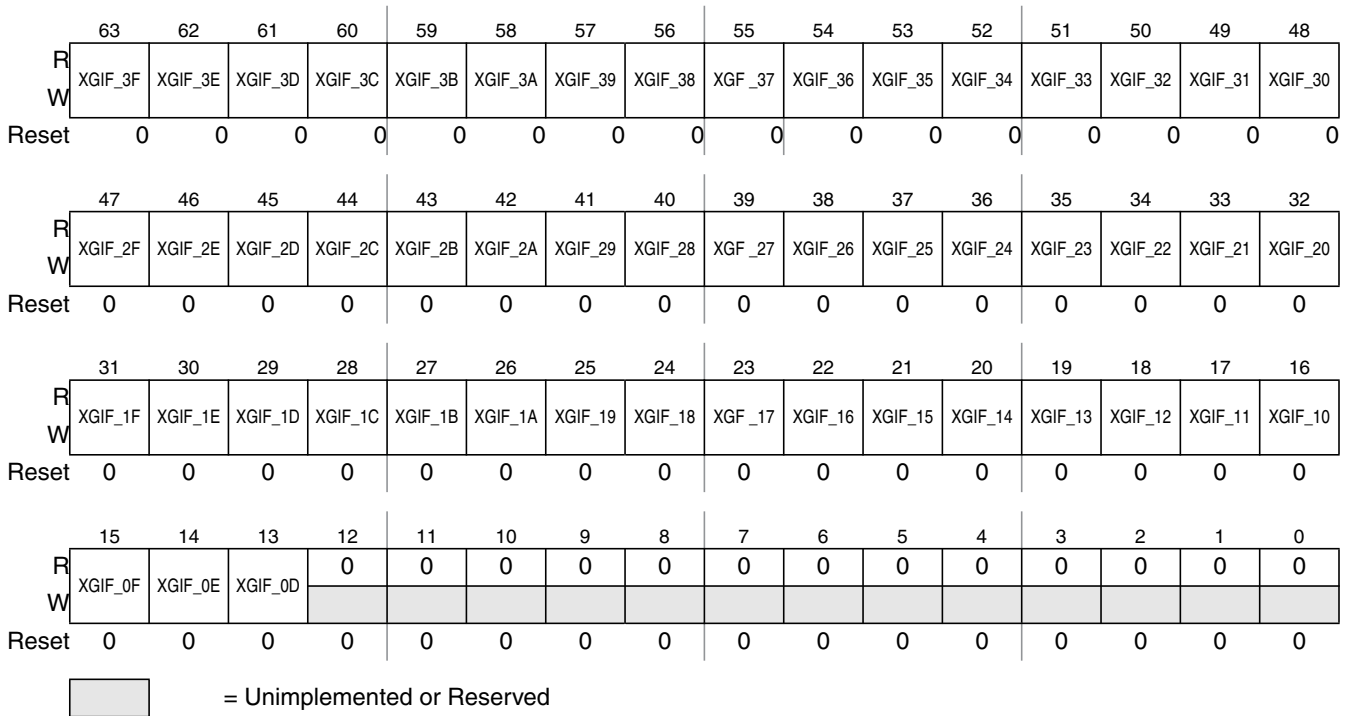 63 62 61 60 59 58 57 56 55 54 53 52 51 50 49 48
R
XGIF_3F XGIF_3E XGIF_3D XGIF_3C XGIF_3B XGIF_3A XGIF_39 XGIF_38 XGF _37 XGIF_36 XGIF_35 XGIF_34 XGIF_33 XGIF_32 XGIF_31 XGIF_30
W
Reset 0 0 0 0 0 0 0 0 0 0 0 0 0 0 0 0
47 46 45 44 43 42 41 40 39 38 37 36 35 34 33 32
R
XGIF_2F XGIF_2E XGIF_2D XGIF_2C XGIF_2B XGIF_2A XGIF_29 XGIF_28 XGF _27 XGIF_26 XGIF_25 XGIF_24 XGIF_23 XGIF_22 XGIF_21 XGIF_20
W
Reset 0 0 0 0 0 0 0 0 0 0 0 0 0 0 0 0
31 30 29 28 27 26 25 24 23 22 21 20 19 18 17 16
R
XGIF_1F XGIF_1E XGIF_1D XGIF_1C XGIF_1B XGIF_1A XGIF_19 XGIF_18 XGF _17 XGIF_16 XGIF_15 XGIF_14 XGIF_13 XGIF_12 XGIF_11 XGIF_10
W
Reset 0 0 0 0 0 0 0 0 0 0 0 0 0 0 0 0
15 14 13 12 11 10 9 8 7 6 5 4 3 2 1 0
R 0 0 0 0 0 0 0 0 0 0 0 0 0
XGIF_0F XGIF_0E XGIF_0D
W
Reset 0 0 0 0 0 0 0 0 0 0 0 0 0 0 0 0
= Unimplemented or Reserved